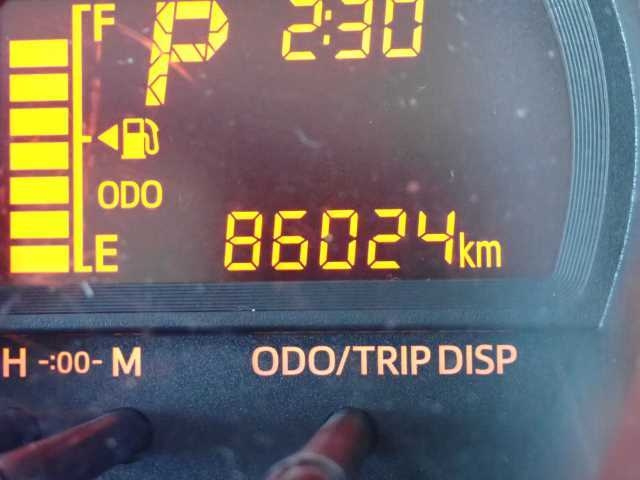 F P 2:30
ODO
E 86024km
H -:00- M ODO/TRIP DISP